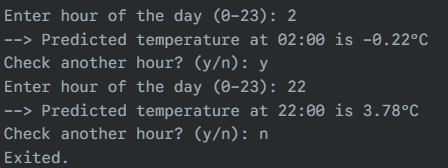 Enter hour of the day (0-23): 2
--> Predicted temperature at 02:00 is -0.22°C
Check another hour? (y/n): y
Enter hour of the day (0-23): 22
--> Predicted temperature at 22:00 is 3.78°C
Check another hour? (y/n): n
Exited.